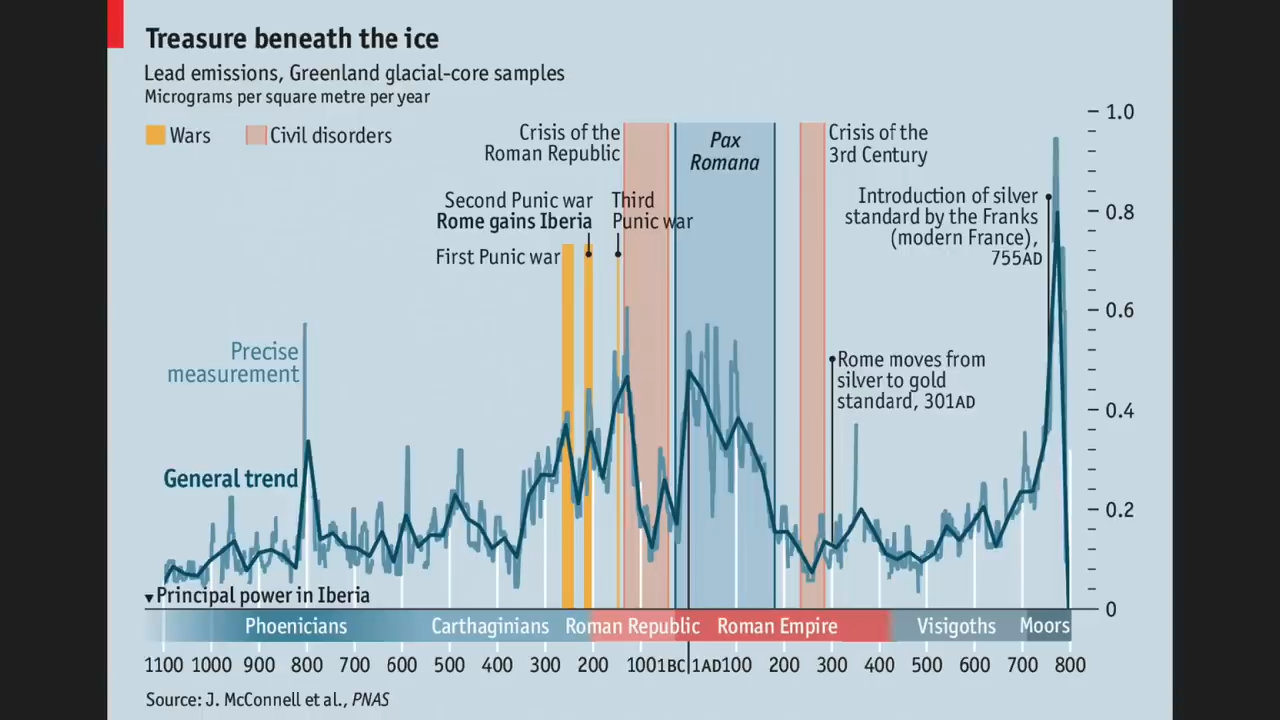 Treasure beneath the ice
Lead emissions, Greenland glacial-core samples
Micrograms per square metre per year
Wars
Civil disorders
Crisis of the
Roman Republic
Pax
Romana
Crisis of the
3rd Century
Second Punic war
Rome gains Iberia
Third
Punic war
First Punic war
Introduction of silver
standard by the Franks
(modern France),
755AD
Precise
measurement
Rome moves from
silver to gold
standard, 301AD
General trend
1.0
0.8
0.6
0.4
0.2
0
Principal power in Iberia
Phoenicians Carthaginians Roman Republic Roman Empire Visigoths Moors
1100 1000 900 800 700 600 500 400 300 200 100 1BC 1AD 100 200 300 400 500 600 700 800
Source: J. McConnell et al., PNAS